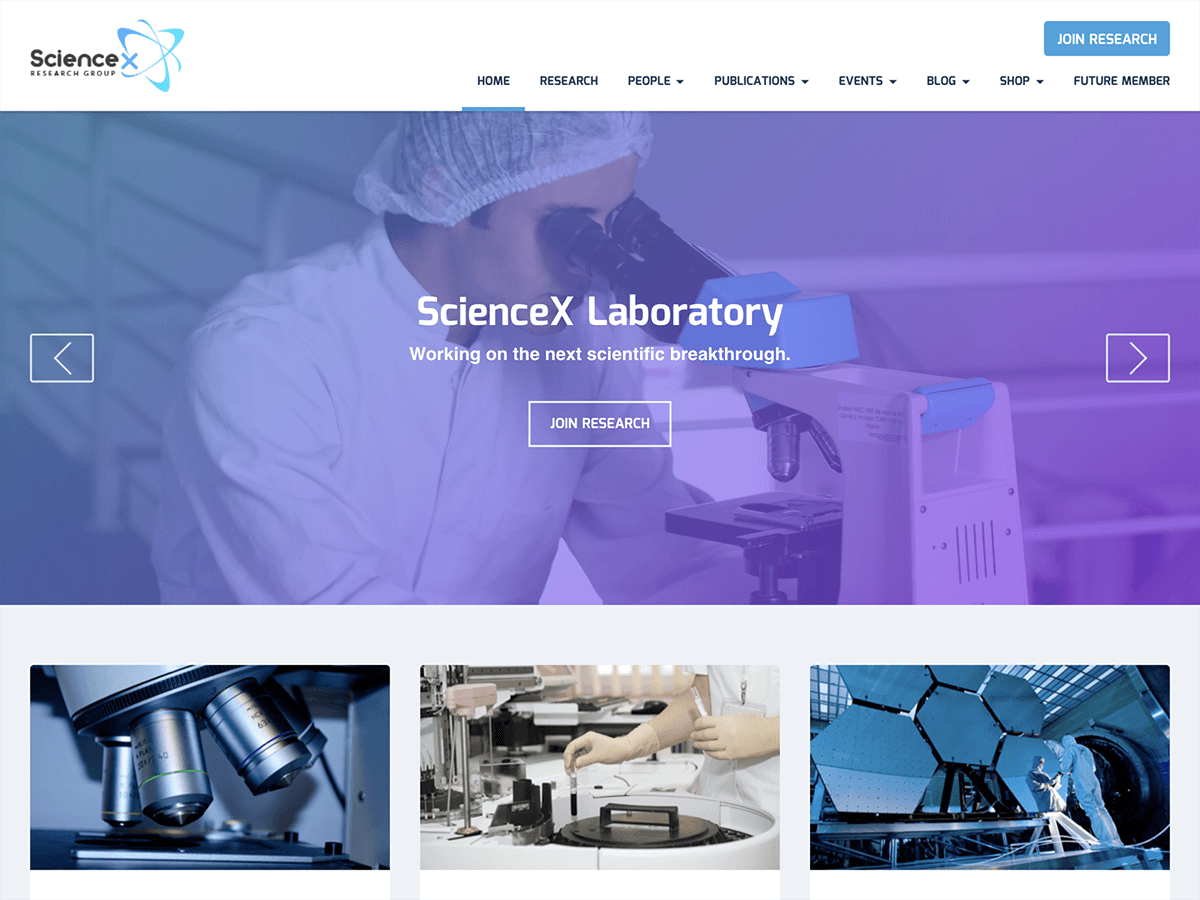 ScienceX
RESEARCH GROUP
JOIN RESEARCH
HOME RESEARCH PEOPLE PUBLICATIONS EVENTS BLOG SHOP FUTURE MEMBER
ScienceX Laboratory
Working on the next scientific breakthrough.
JOIN RESEARCH